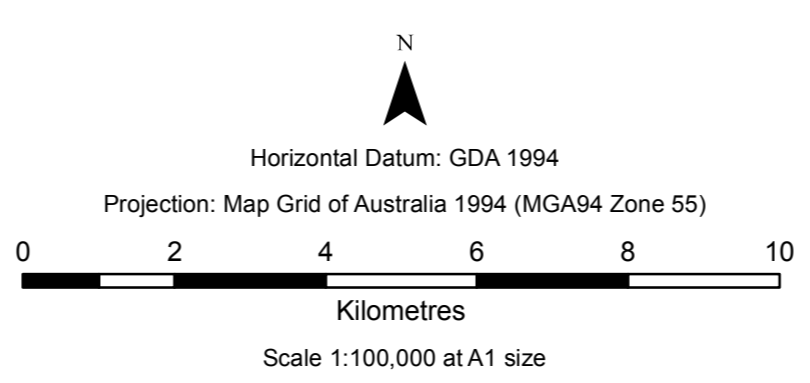 N
Horizontal Datum: GDA 1994
Projection: Map Grid of Australia 1994 (MGA94 Zone 55)
0 2 4 6 8 10
Kilometres
Scale 1:100,000 at A1 size